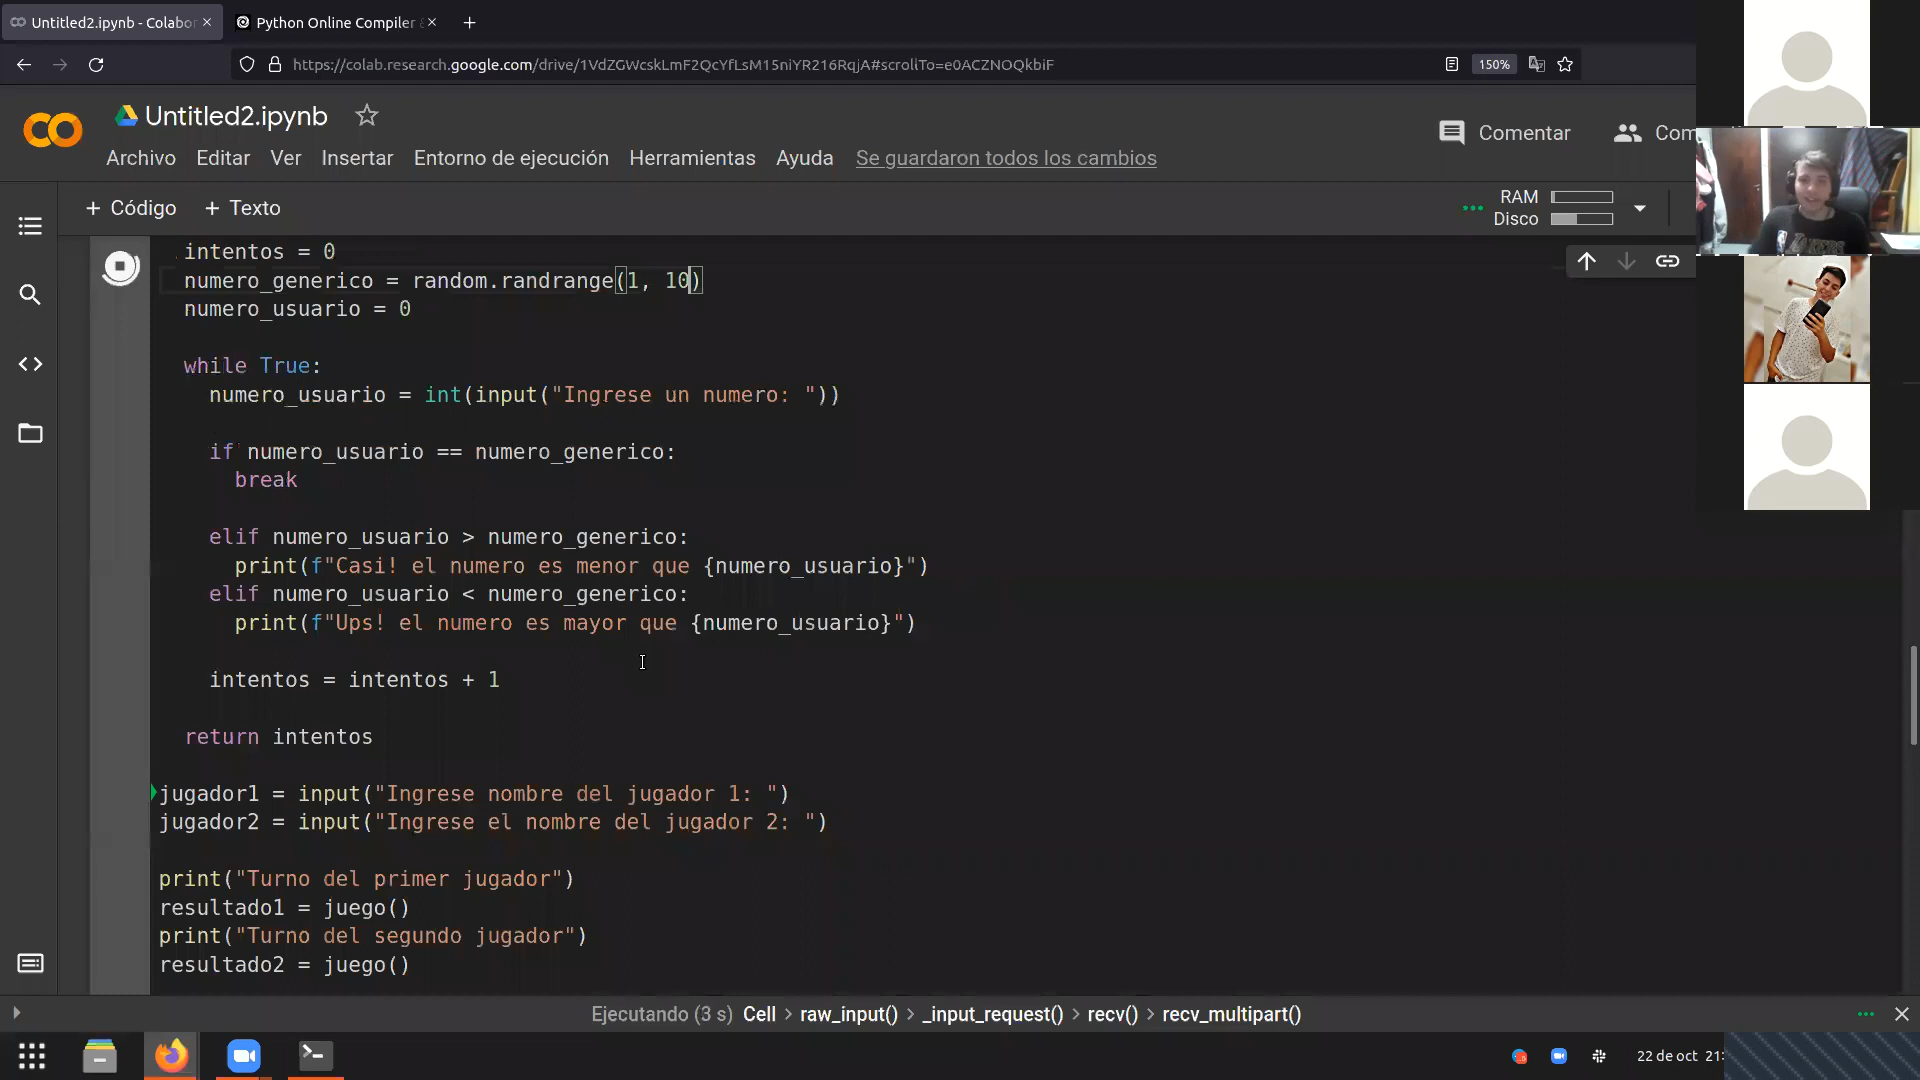 Untitled2.ipynb - Colabo
Python Online Compiler
https://colab.research.google.com/drive/1VdZGWcskLmF2QcYfLsM15niYR216RqjA#scrollTo=e0ACZNOQkbiF
150%
Untitled2.ipynb
Comentar
Com
Archivo Editar Ver Insertar Entorno de ejecución Herramientas Ayuda Se guardaron todos los cambios
+ Código + Texto
RAM
Disco
intentos = 0
numero_generico = random.randrange(1, 10)
numero_usuario = 0
while True:
numero_usuario = int(input("Ingrese un numero: "))
if numero_usuario == numero_generico:
break
elif numero_usuario > numero_generico:
print(f"Casi! el numero es menor que {numero_usuario}")
elif numero_usuario < numero_generico:
print(f"Ups! el numero es mayor que {numero_usuario}")
intentos = intentos + 1
return intentos
jugador1 = input("Ingrese nombre del jugador 1: ")
jugador2 = input("Ingrese el nombre del jugador 2: ")
print("Turno del primer jugador")
resultado1 = juego()
print("Turno del segundo jugador")
resultado2 = juego()
Ejecutando (3 s) Cell > raw_input() > _input_request() > recv() > recv_multipart()
22 de oct 21: